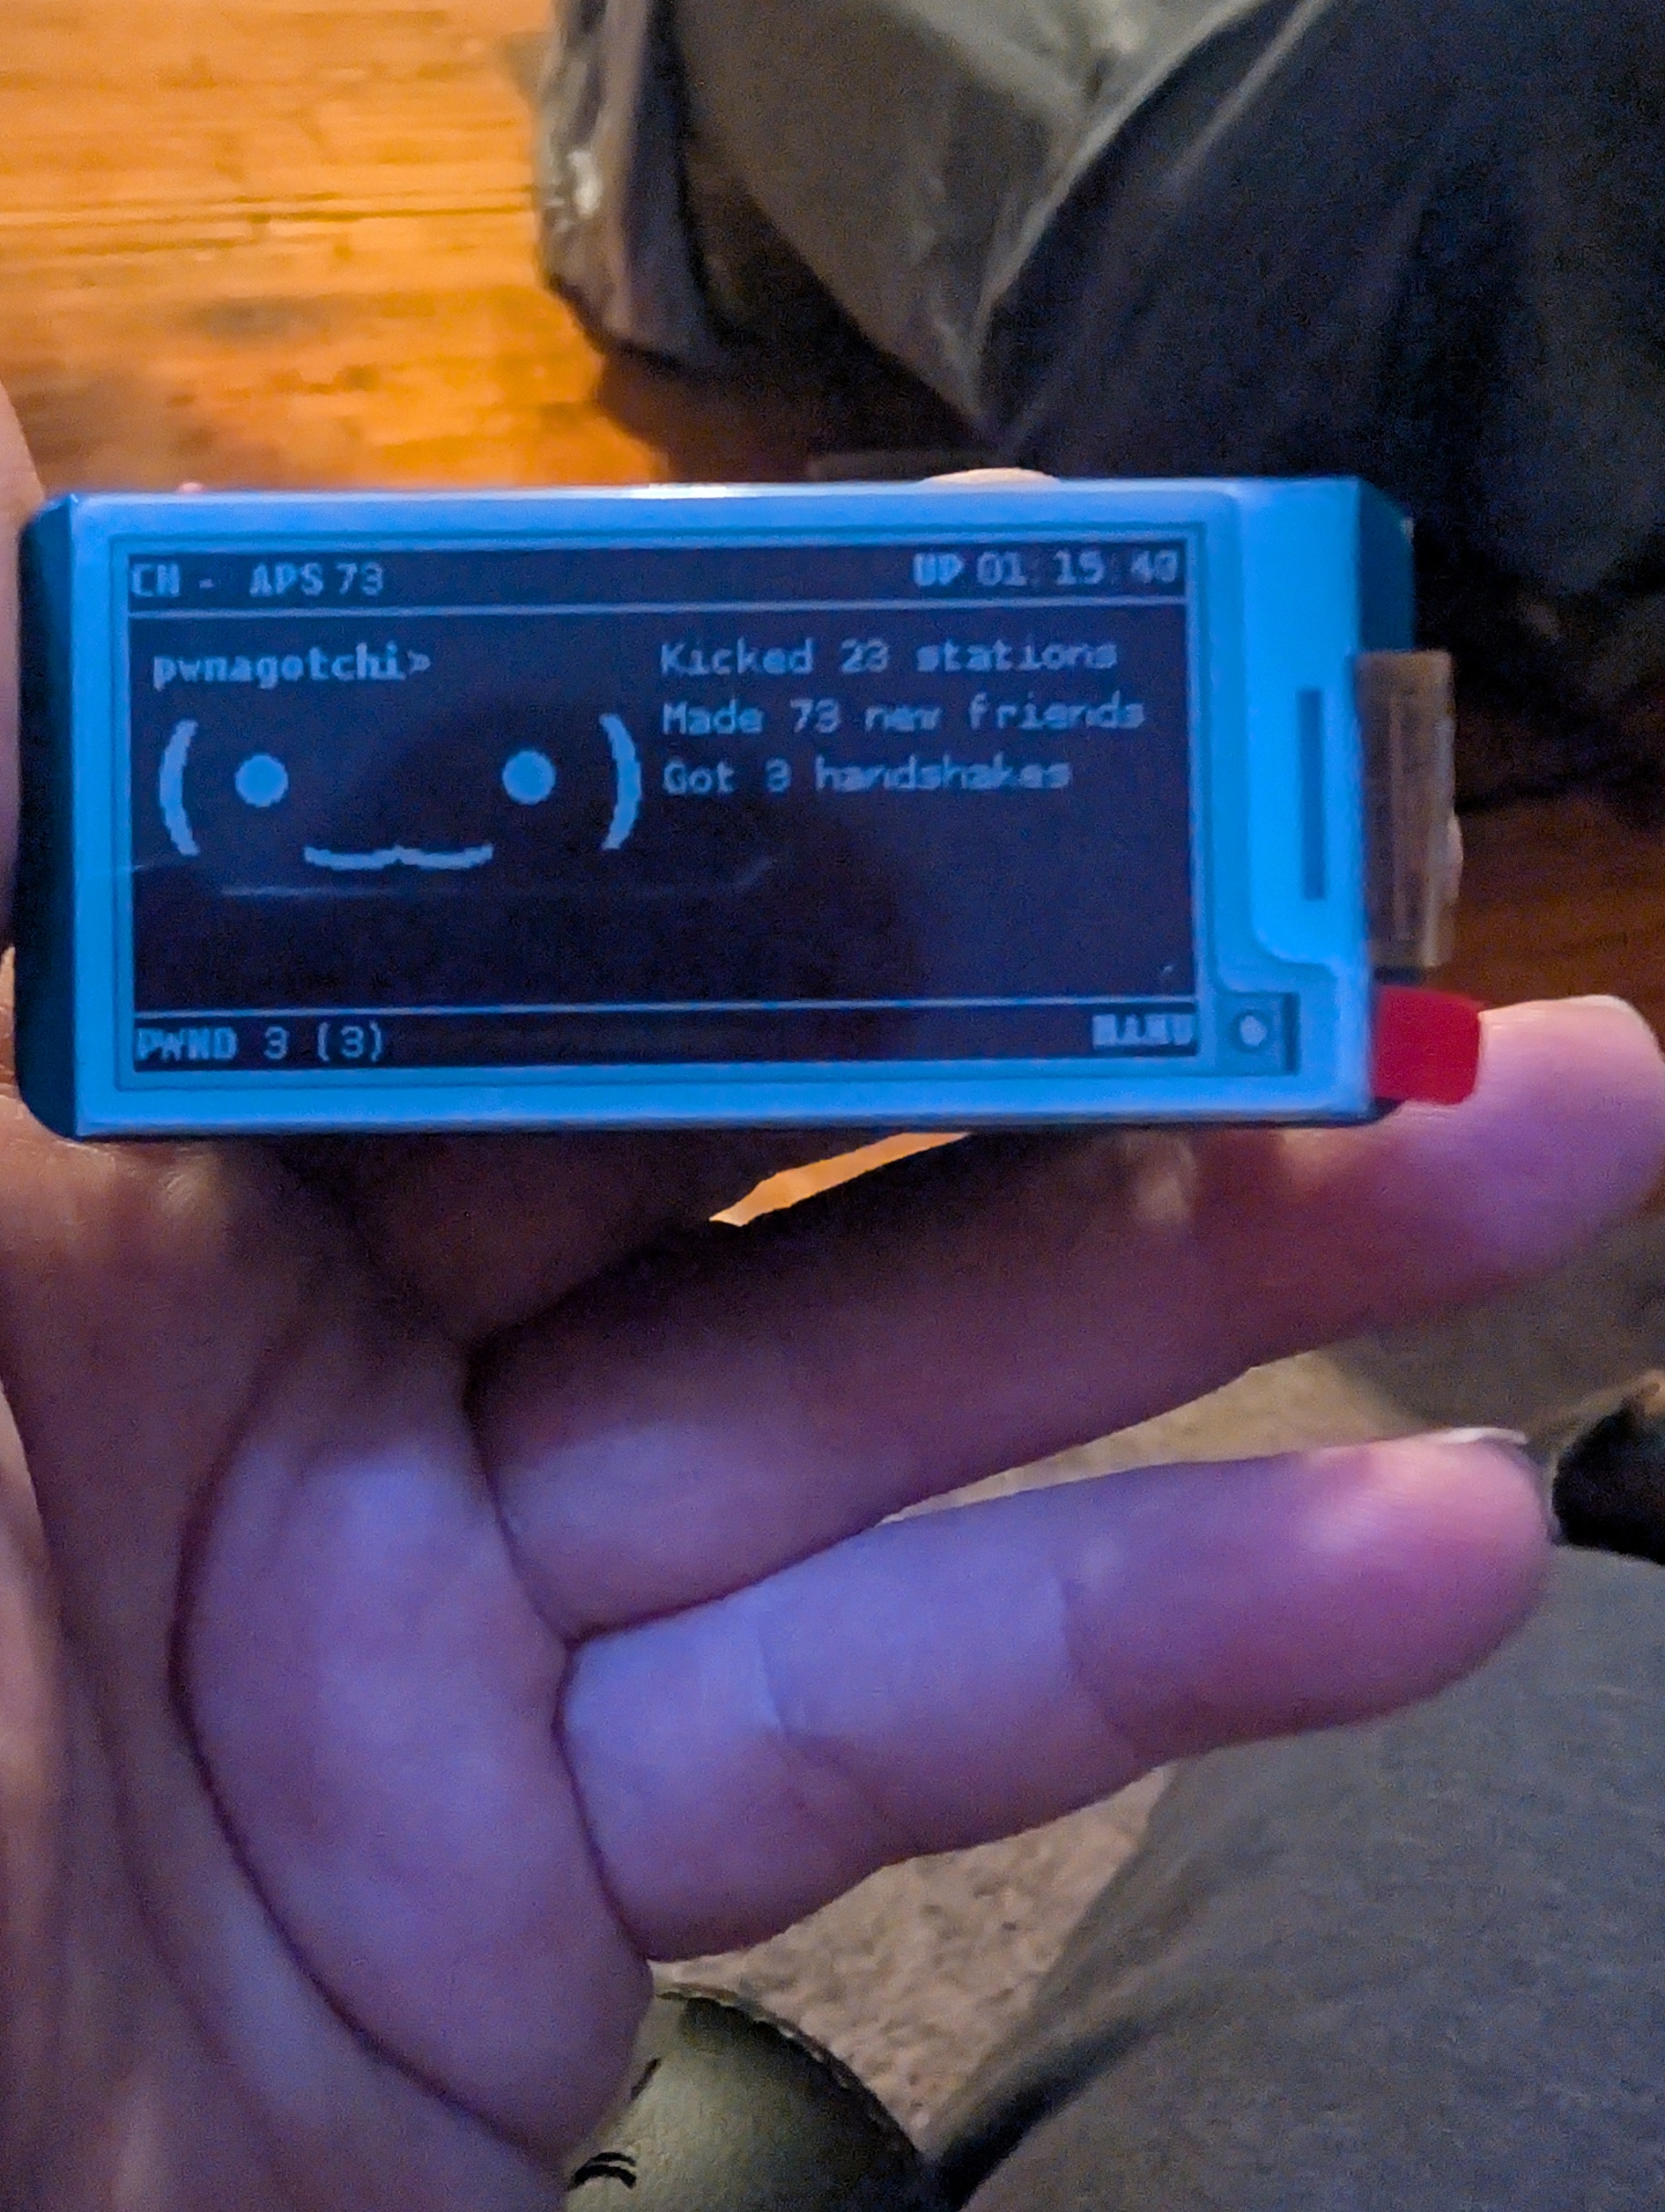 CH - APS 73
UP 01:15:40
pwnagotchi>
Kicked 23 stations
Made 73 new friends
Got 3 handshakes
PWND 3 (3)
MANU